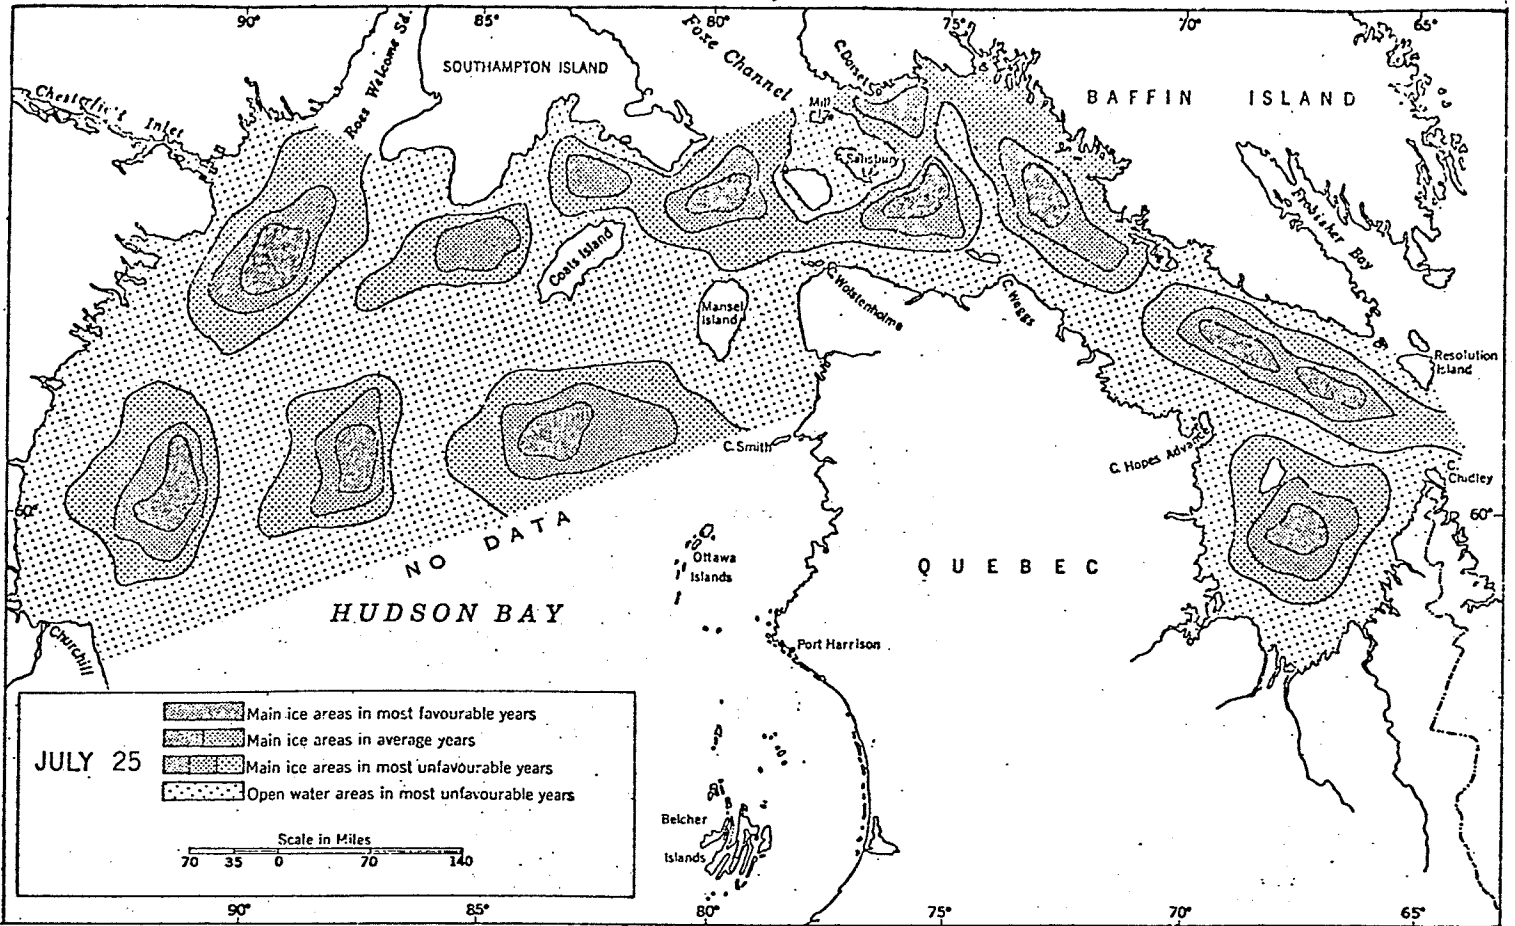 90° 85° 80° 75° 70° 65°
Roes Welcome Sd.
SOUTHAMPTON ISLAND
Foxe Channel
C. Dorset
Mill
BAFFIN ISLAND
Inlet
Salisbury
I.
Frobisher Bay
Coats Island
Mansel
Island
C. Wolstenholme
C. Weggs
Resolution
Island
C. Smith
C. Hopes Advance
C.
Chidley
60° 60°
NO DATA
Ottawa
Islands
QUEBEC
HUDSON BAY
Churchill
Port Harrison
JULY 25
Main ice areas in most favourable years
Main ice areas in average years
Main ice areas in most unfavourable years
Open water areas in most unfavourable years
Scale in Miles
70 35 0 70 140
Belcher
Islands
90° 85° 80° 75° 70° 65°